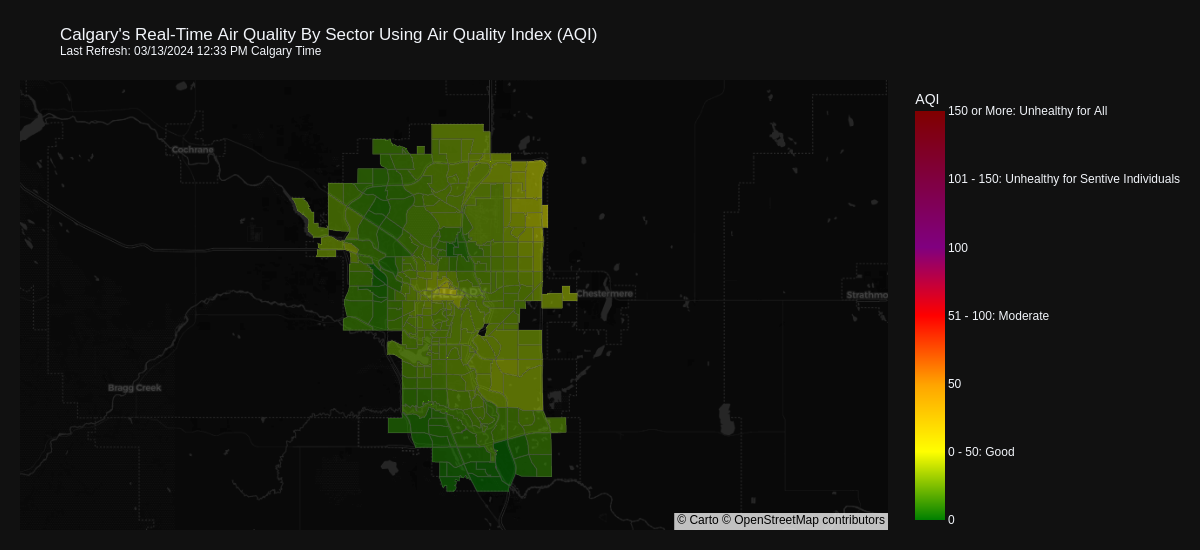 Calgary's Real-Time Air Quality By Sector Using Air Quality Index (AQI)
Last Refresh: 03/13/2024 12:33 PM Calgary Time
AQI
150 or More: Unhealthy for All
101 - 150: Unhealthy for Sentive Individuals
100
51 - 100: Moderate
50
0 - 50: Good
0
Cochrane
CALGARY
Chestermere
Strathmo
Bragg Creek
© Carto © OpenStreetMap contributors